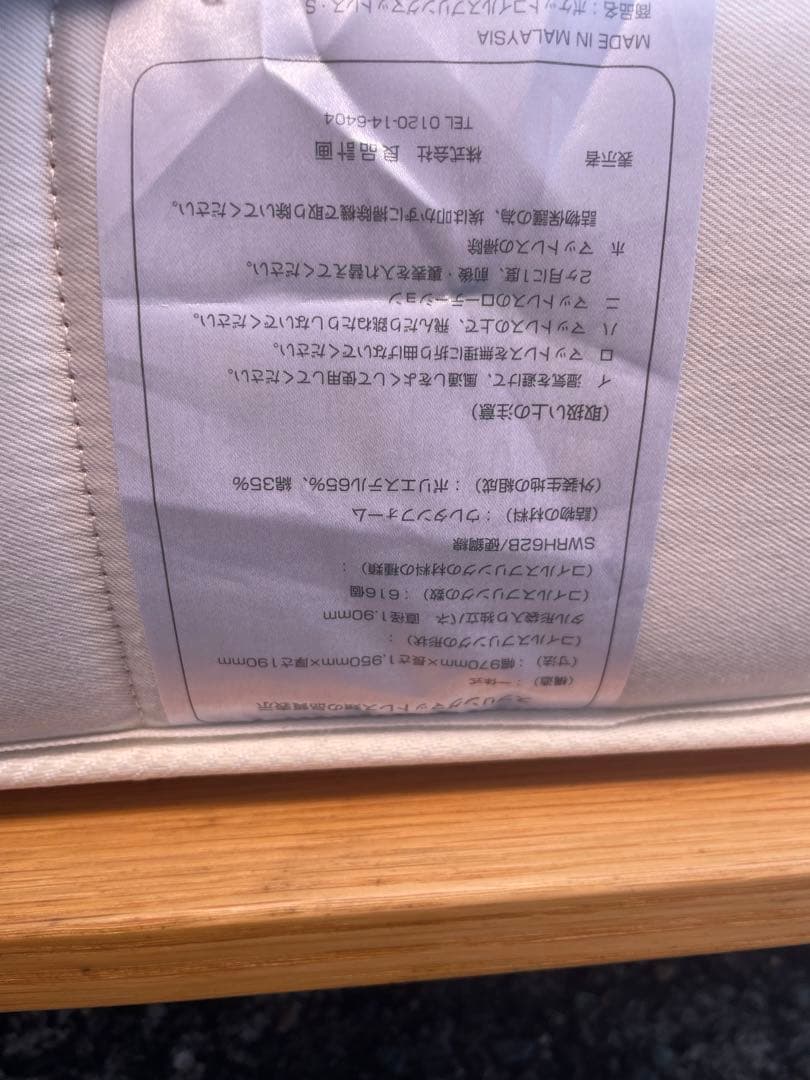 スプリングマットレス類の品質表示
（構造）：一体式
（寸法）：幅970mm×長さ1,950mm×厚さ190mm
（コイルスプリングの形状）：
タル形袋入り独立バネ 直径1.90mm
（コイルスプリングの数）：616個
（コイルスプリングの材料の種類）：
SWRH62B/硬鋼線
（詰物の材料）：ウレタンフォーム
（外装生地の組成）：ポリエステル65%、綿35%
（取扱い上の注意）
イ 湿気を避けて、風通しをよくして使用してください。
ロ マットレスを無理に折り曲げないでください。
ハ マットレスの上で、飛んだり跳ねたりしないでください。
ニ マットレスのローテーション
2ヶ月に1度、前後・裏表を入れ替えてください。
ホ マットレスの掃除
詰物保護の為、埃は叩かずに掃除機で取り除いてください。
表示者 株式会社 良品計画
TEL 0120-14-6404
MADE IN MALAYSIA
商品名：ポケットコイルスプリングマットレス・S